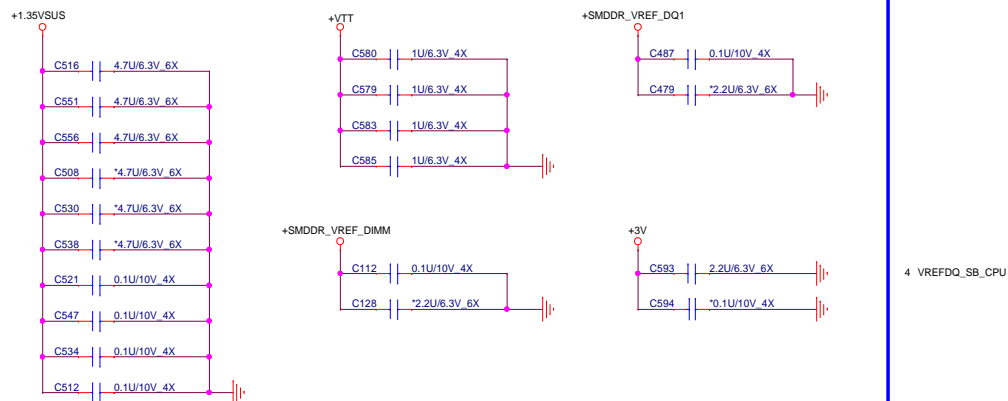 +1.35VSUS
C516 4.7U/6.3V_6X
C551 4.7U/6.3V_6X
C556 4.7U/6.3V_6X
C508 *4.7U/6.3V_6X
C530 *4.7U/6.3V_6X
C538 *4.7U/6.3V_6X
C521 0.1U/10V_4X
C547 0.1U/10V_4X
C534 0.1U/10V_4X
C512 0.1U/10V_4X
+VTT
C580 1U/6.3V_4X
C579 1U/6.3V_4X
C583 1U/6.3V_4X
C585 1U/6.3V_4X
+SMDDR_VREF_DQ1
C487 0.1U/10V_4X
C479 *2.2U/6.3V_6X
+SMDDR_VREF_DIMM
C112 0.1U/10V_4X
C128 *2.2U/6.3V_6X
+3V
C593 2.2U/6.3V_6X
C594 *0.1U/10V_4X
4 VREFDQ_SB_CPU